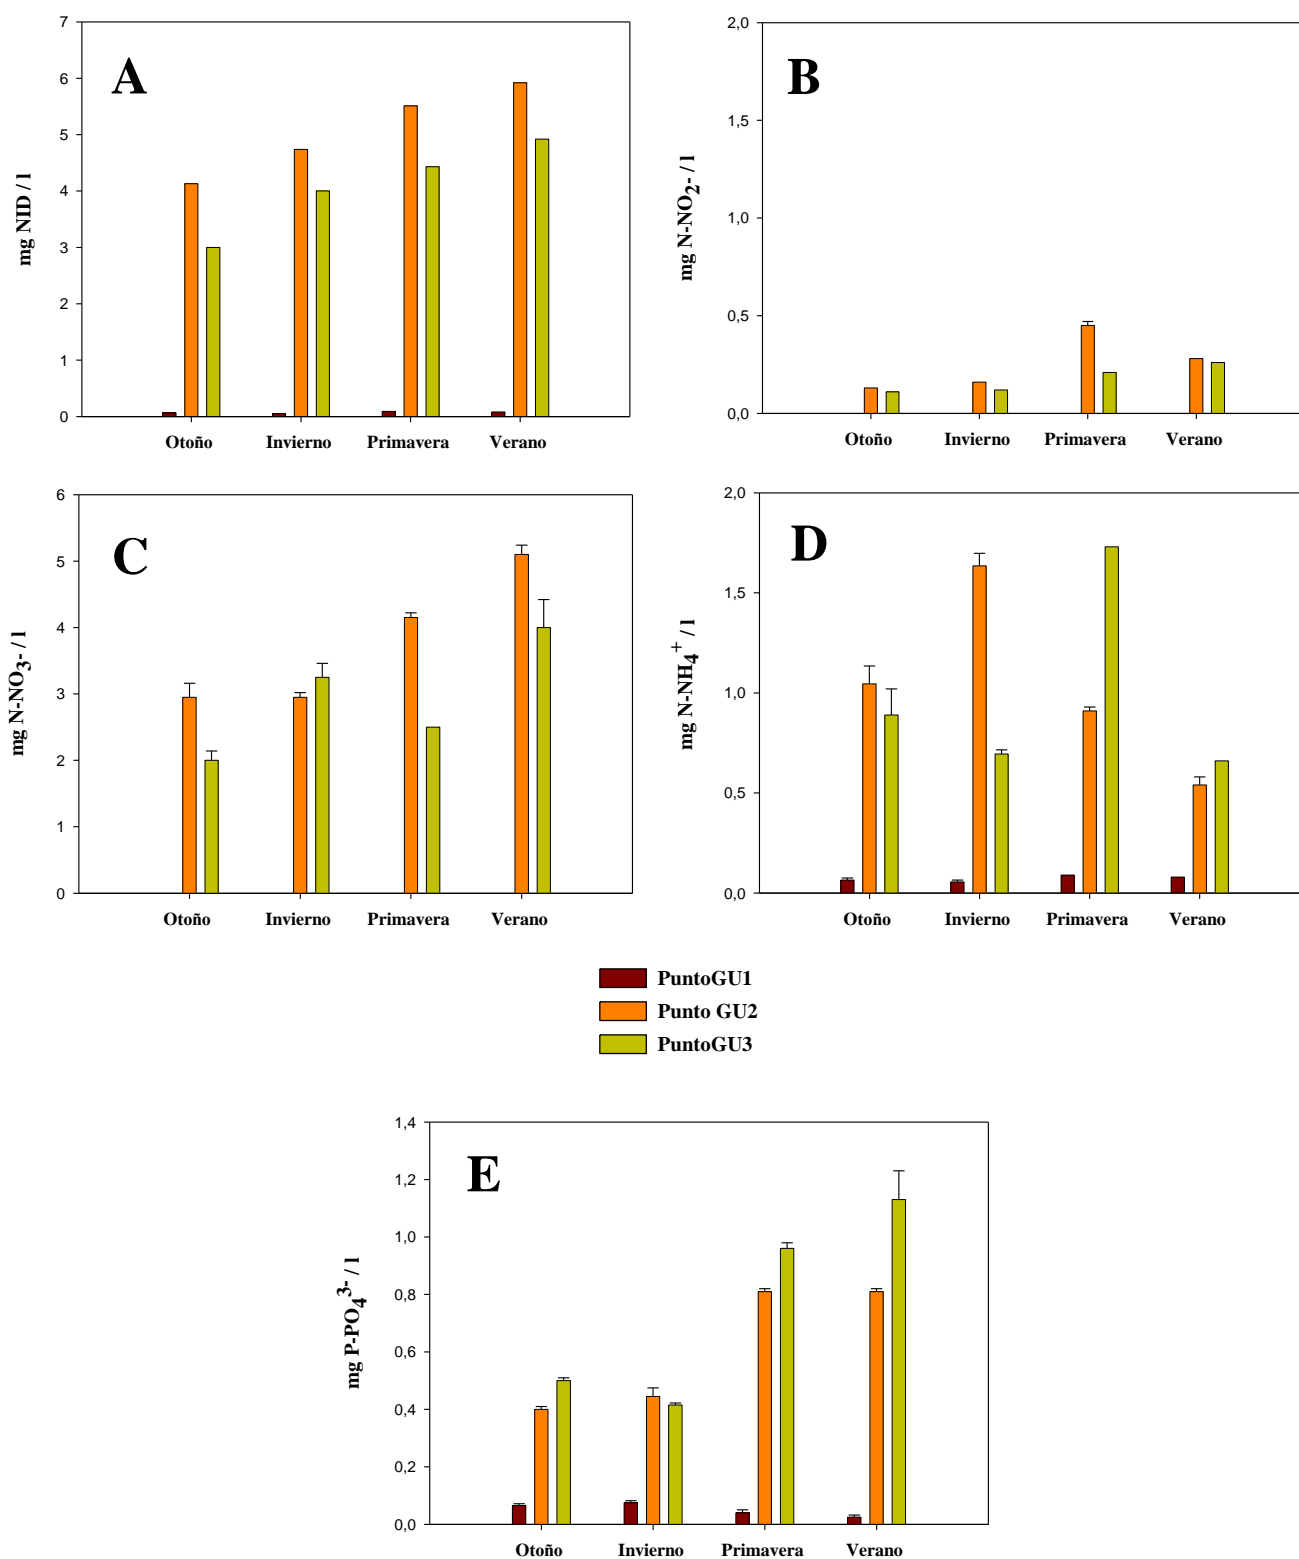 A
mg NID / l
7
6
5
4
3
2
1
0
Otoño Invierno Primavera Verano
B
mg N-NO2- / l
2,0
1,5
1,0
0,5
0,0
Otoño Invierno Primavera Verano
C
mg N-NO3- / l
6
5
4
3
2
1
0
Otoño Invierno Primavera Verano
D
mg N-NH4+ / l
2,0
1,5
1,0
0,5
0,0
Otoño Invierno Primavera Verano
PuntoGU1
Punto GU2
PuntoGU3
E
mg P-PO4 3- / l
1,4
1,2
1,0
0,8
0,6
0,4
0,2
0,0
Otoño Invierno Primavera Verano